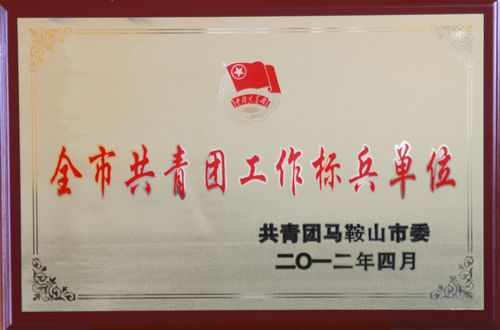 全市共青团工作标兵单位
共青团马鞍山市委
二〇一二年四月